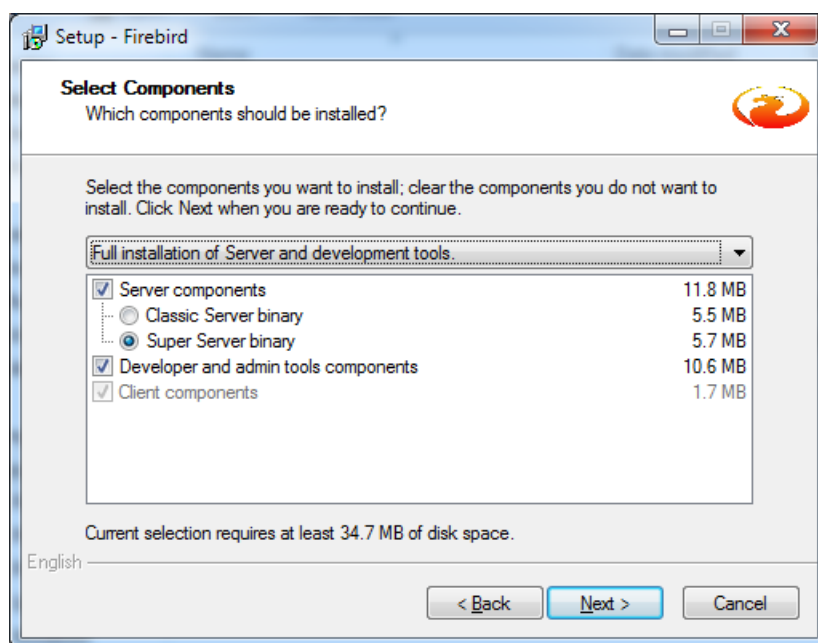 Setup - Firebird
Select Components
Which components should be installed?
Select the components you want to install; clear the components you do not want to
install. Click Next when you are ready to continue.
Full installation of Server and development tools.
Server components 11.8 MB
Classic Server binary 5.5 MB
Super Server binary 5.7 MB
Developer and admin tools components 10.6 MB
Client components 1.7 MB
Current selection requires at least 34.7 MB of disk space.
English
< Back Next > Cancel